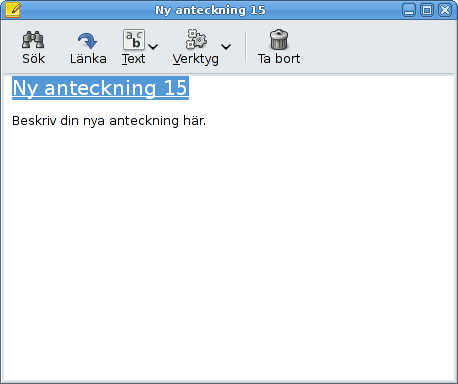 Ny anteckning 15
Sök Länka Text Verktyg Ta bort
Ny anteckning 15
Beskriv din nya anteckning här.